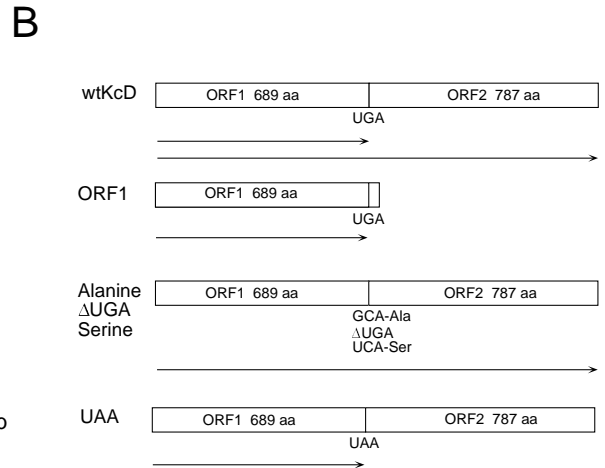 B
wtKcD ORF1 689 aa ORF2 787 aa
UGA
ORF1 ORF1 689 aa
UGA
Alanine ORF1 689 aa ORF2 787 aa
ΔUGA
Serine
GCA-Ala
ΔUGA
UCA-Ser
UAA ORF1 689 aa ORF2 787 aa
UAA